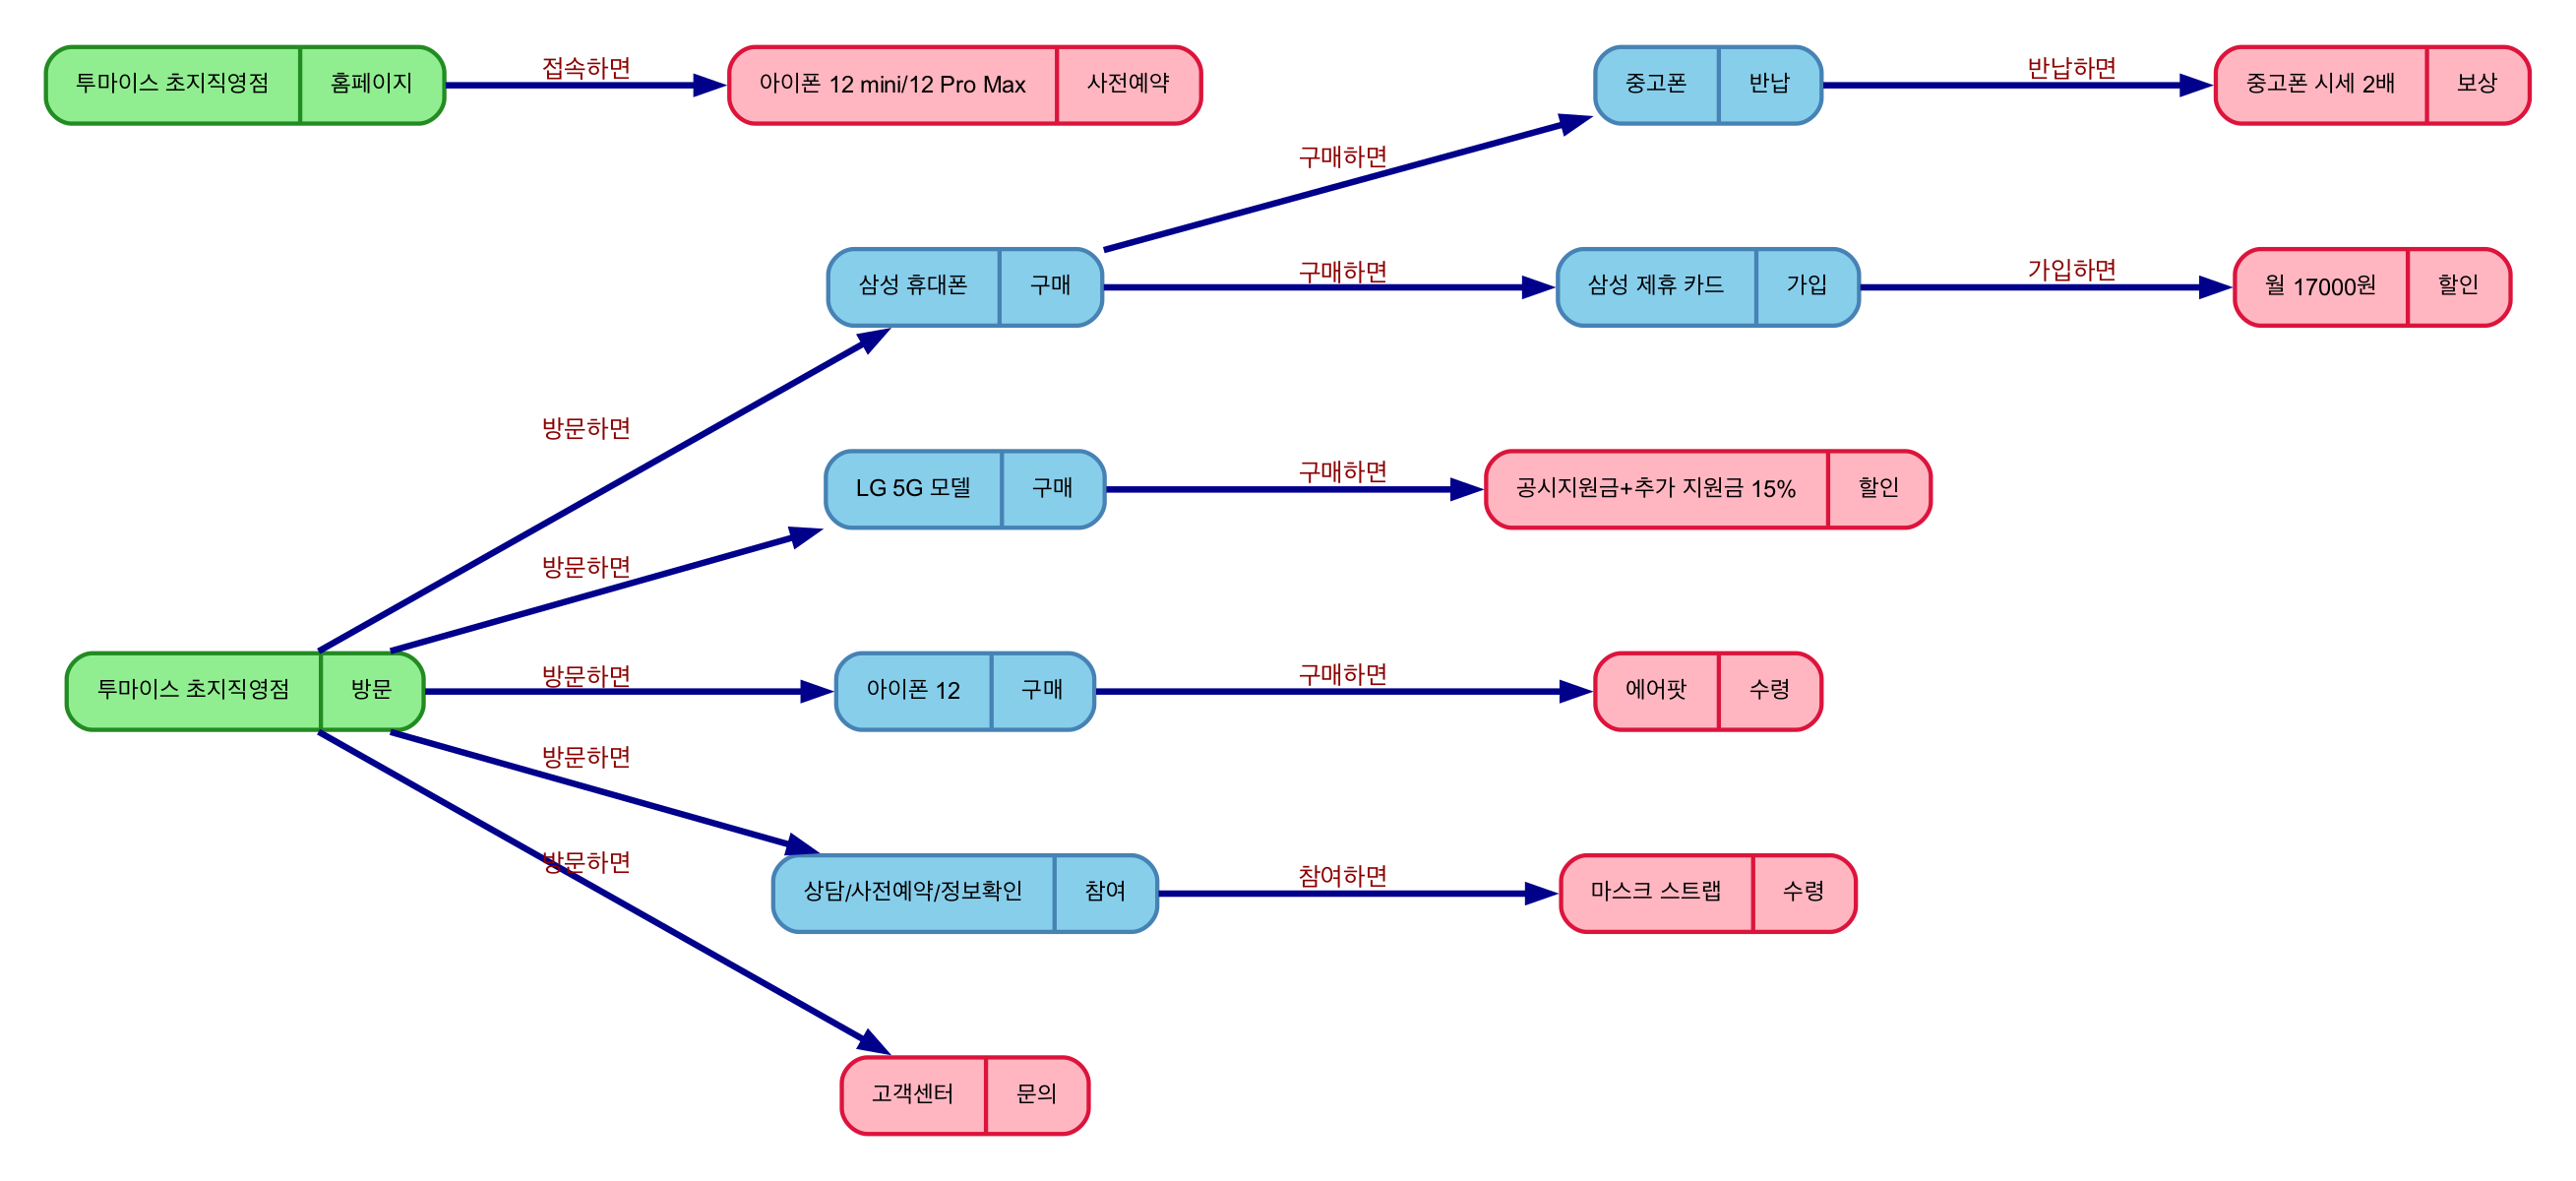 투마이스 초지직영점 홈페이지 접속하면 아이폰 12 mini/12 Pro Max 사전예약
중고폰 반납 반납하면 중고폰 시세 2배 보상
구매하면
삼성 휴대폰 구매 구매하면 삼성 제휴 카드 가입 가입하면 월 17000원 할인
방문하면
LG 5G 모델 구매 구매하면 공시지원금+추가 지원금 15% 할인
방문하면
투마이스 초지직영점 방문 방문하면 아이폰 12 구매 구매하면 에어팟 수령
방문하면
방문하면
상담/사전예약/정보확인 참여 참여하면 마스크 스트랩 수령
고객센터 문의